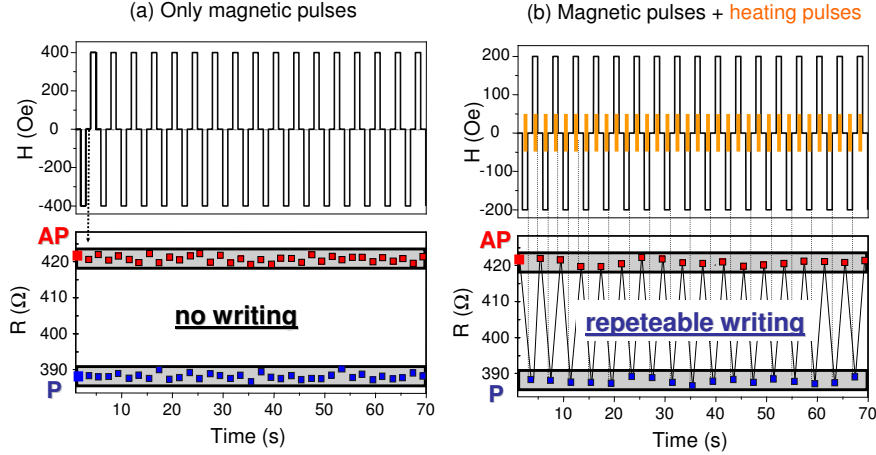 (a) Only magnetic pulses
400
200
0
-200
-400
H (Oe)
AP
420
410
400
390
P
R (Ω)
no writing
10 20 30 40 50 60 70
Time (s)
(b) Magnetic pulses + heating pulses
200
100
0
-100
-200
H (Oe)
AP
420
410
400
390
P
R (Ω)
repeteable writing
10 20 30 40 50 60 70
Time (s)